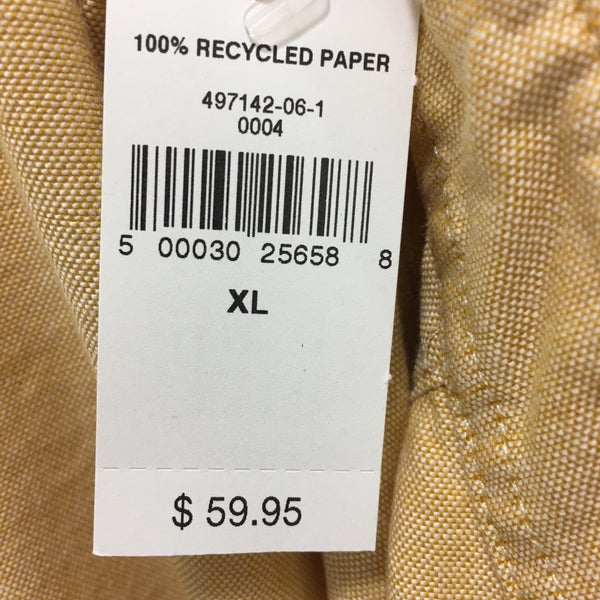 100% RECYCLED PAPER
497142-06-1
0004
5 00030 25658 8
XL
$ 59.95